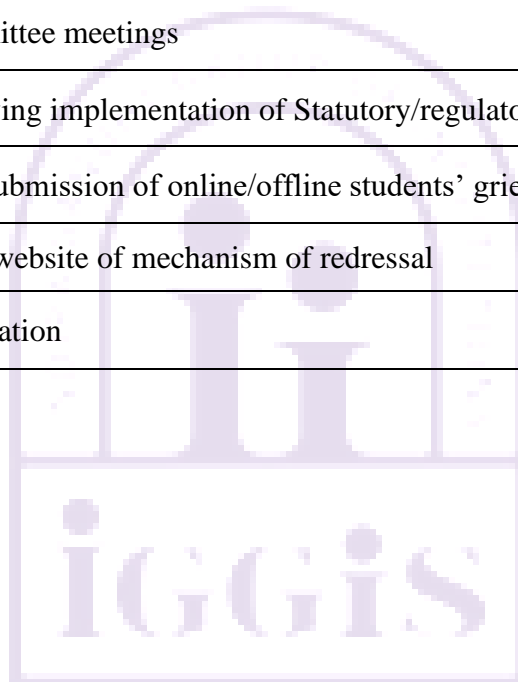 ittee meetings
ing implementation of Statutory/regulato
ubmission of online/offline students’ grie
website of mechanism of redressal
ation
iGGiS